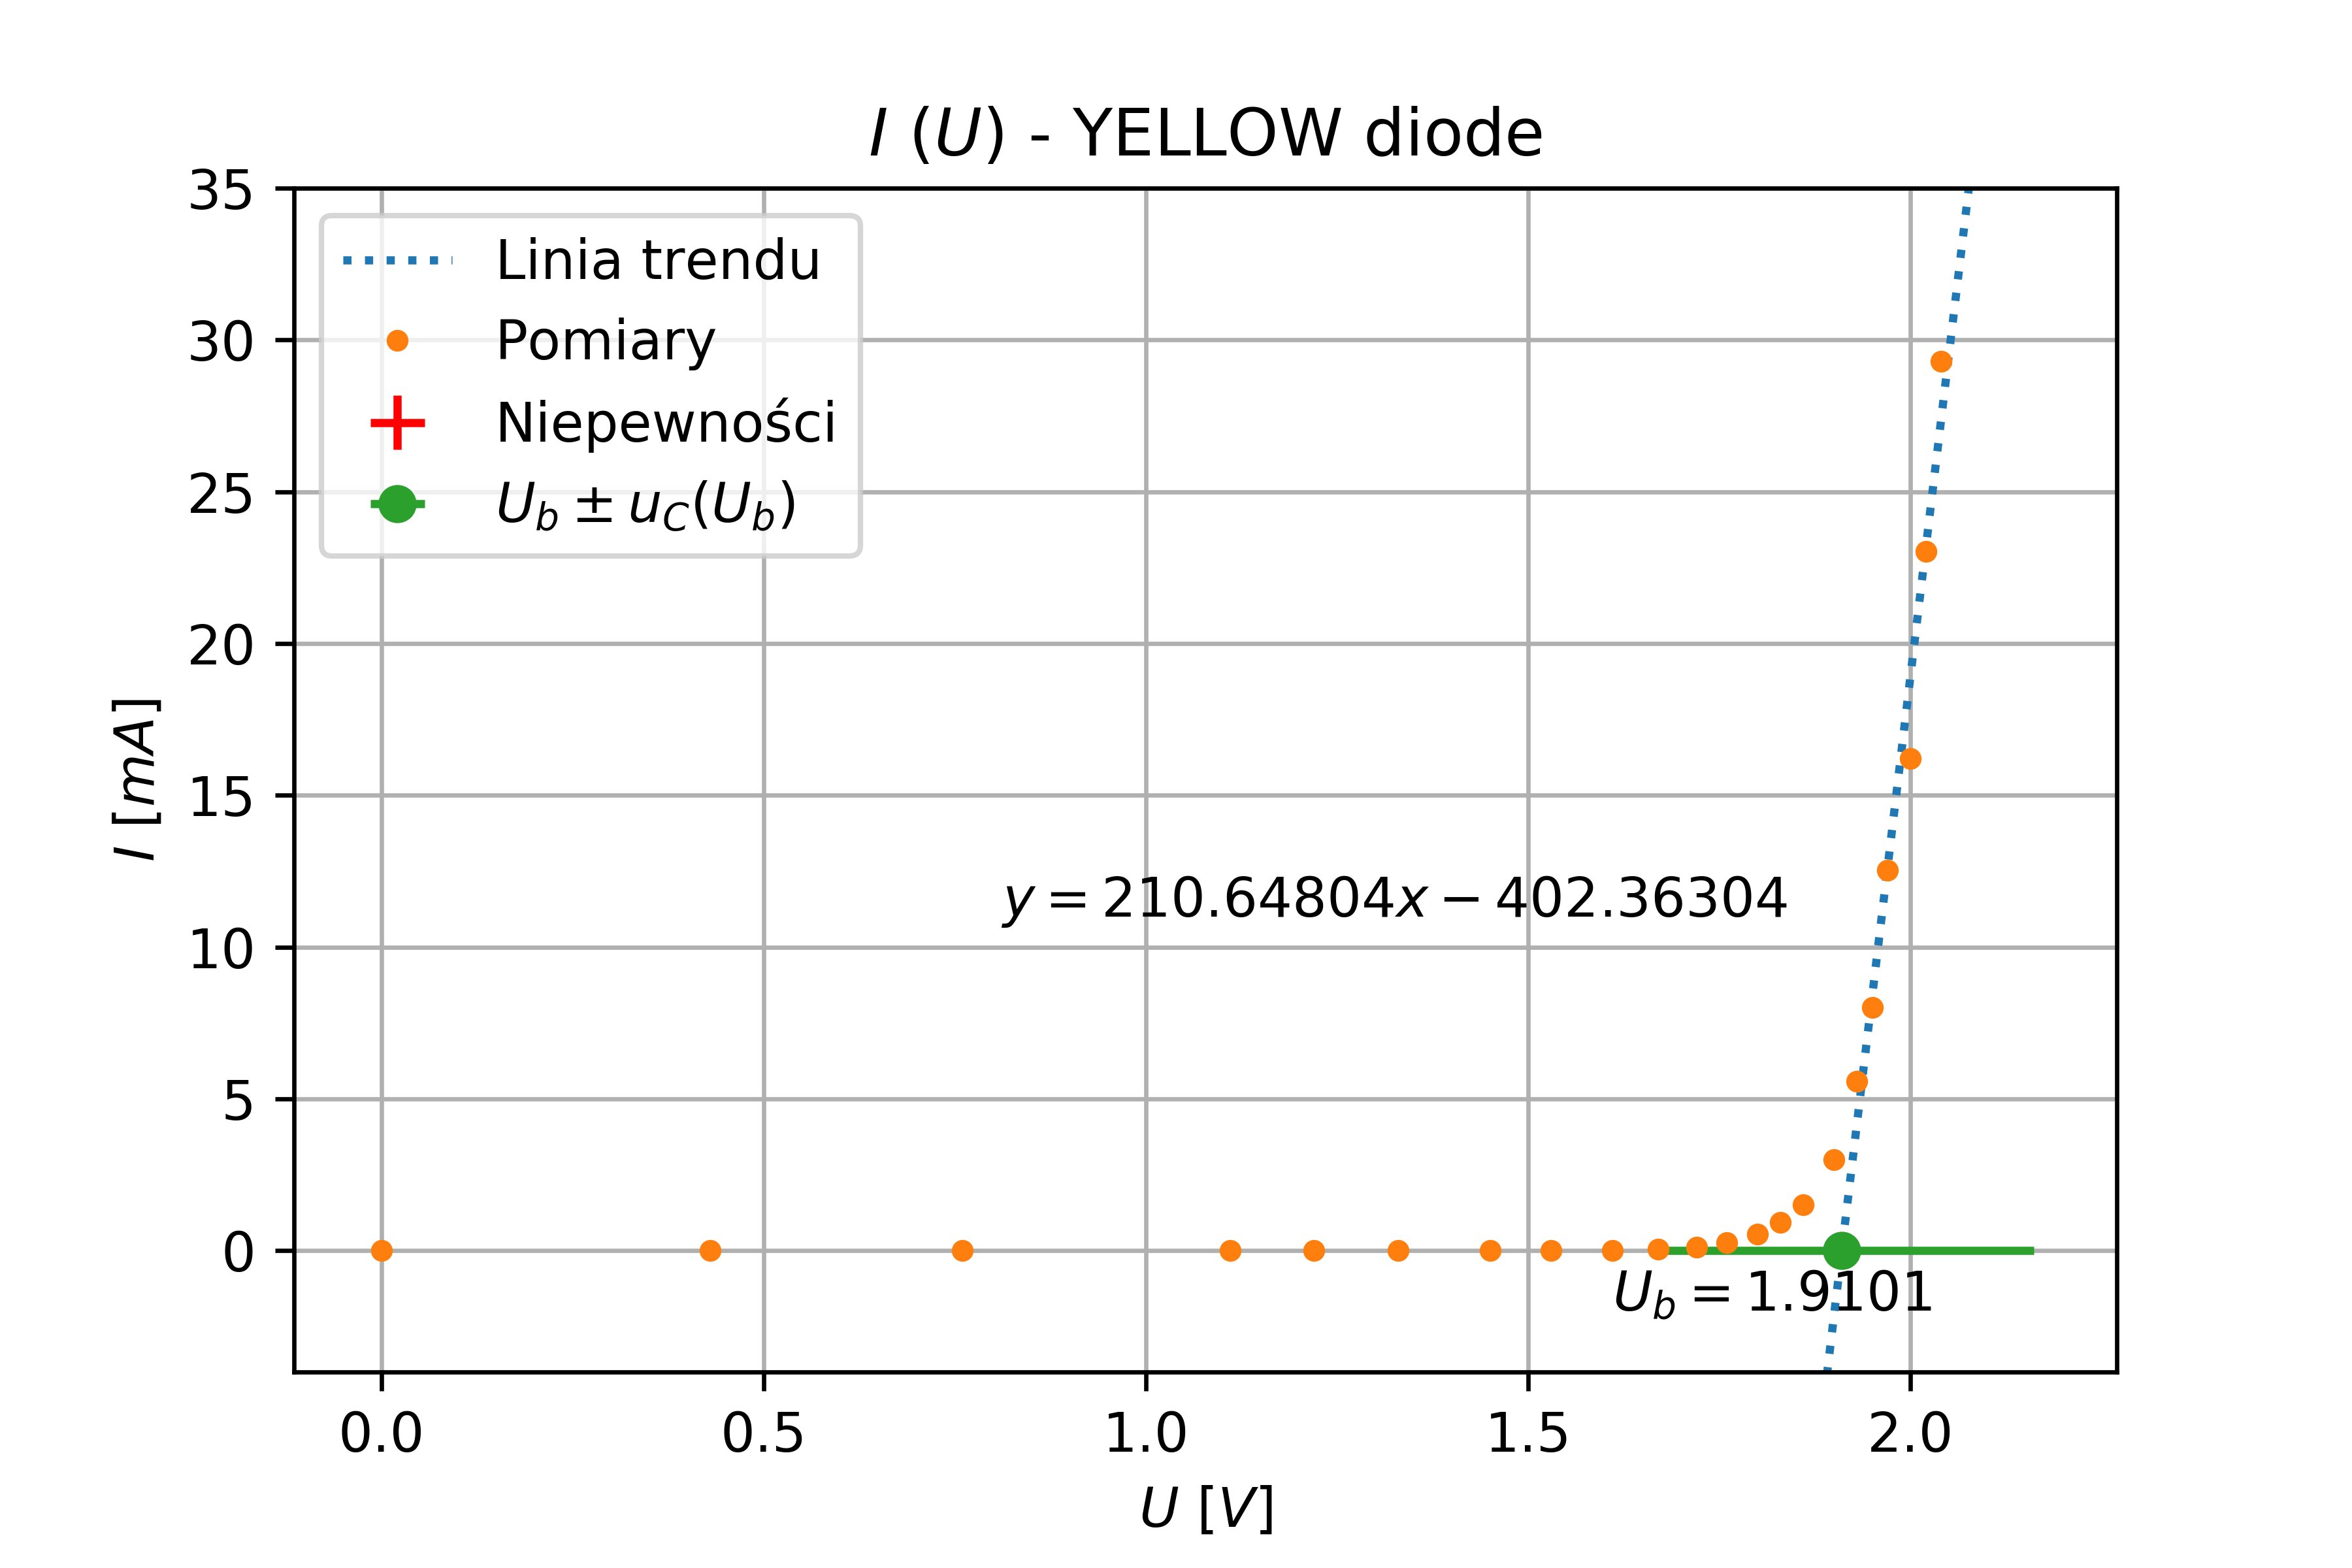 I (U) - YELLOW diode
35
30
25
20
15
10
5
0
I [mA]
Linia trendu
Pomiary
Niepewności
U_b ± u_C(U_b)
y = 210.64804x − 402.36304
U_b = 1.9101
0.0 0.5 1.0 1.5 2.0
U [V]